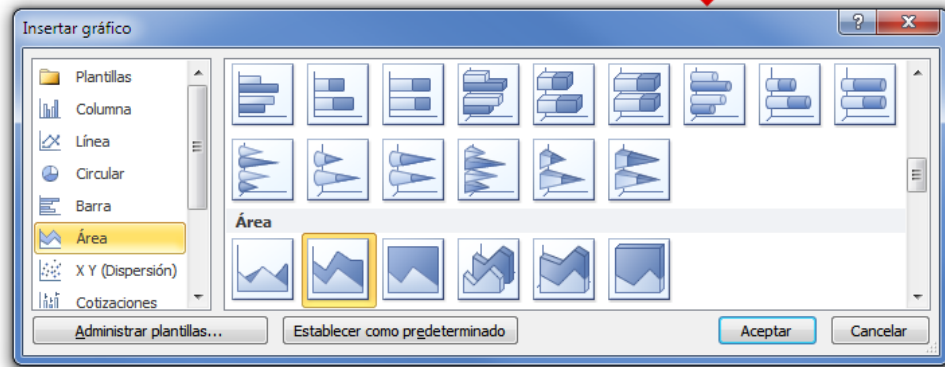 Insertar gráfico
Plantillas
Columna
Línea
Circular
Barra
Área
X Y (Dispersión)
Cotizaciones
Área
Administrar plantillas...
Establecer como predeterminado
Aceptar
Cancelar